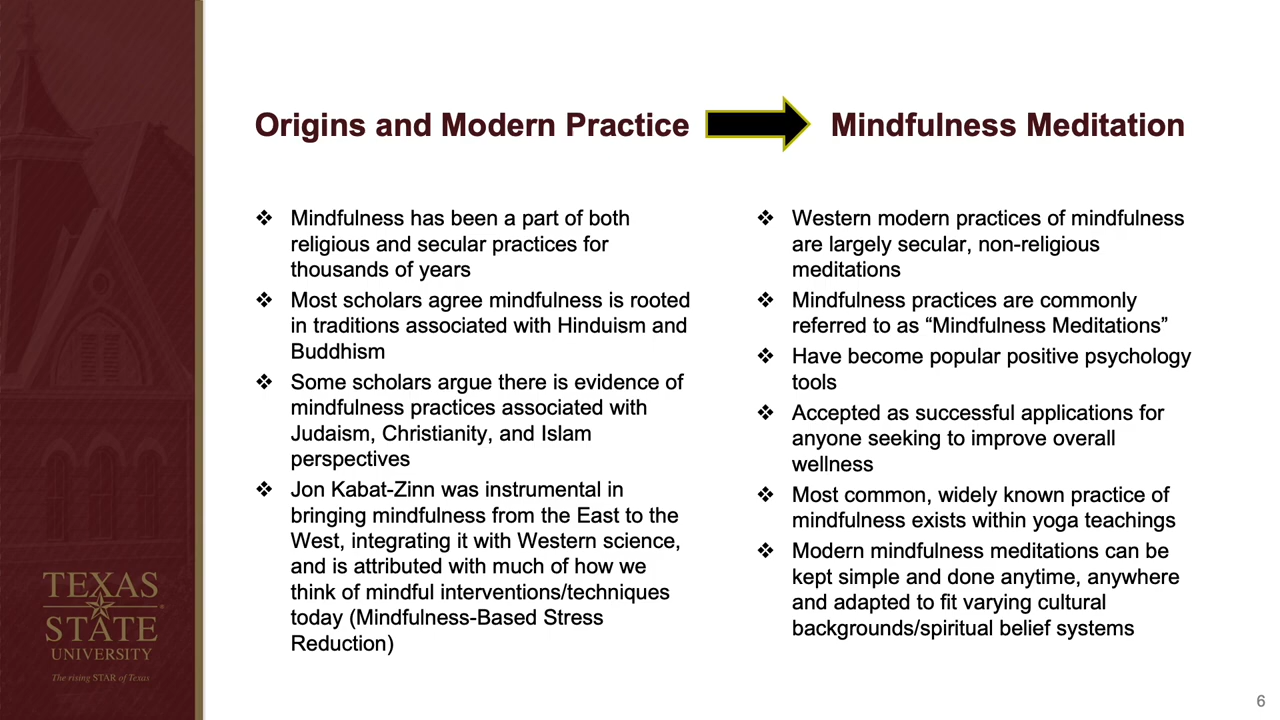 Origins and Modern Practice
Mindfulness Meditation
❖ Mindfulness has been a part of both
religious and secular practices for
thousands of years
❖ Most scholars agree mindfulness is rooted
in traditions associated with Hinduism and
Buddhism
❖ Some scholars argue there is evidence of
mindfulness practices associated with
Judaism, Christianity, and Islam
perspectives
❖ Jon Kabat-Zinn was instrumental in
bringing mindfulness from the East to the
West, integrating it with Western science,
and is attributed with much of how we
think of mindful interventions/techniques
today (Mindfulness-Based Stress
Reduction)
❖ Western modern practices of mindfulness
are largely secular, non-religious
meditations
❖ Mindfulness practices are commonly
referred to as “Mindfulness Meditations”
❖ Have become popular positive psychology
tools
❖ Accepted as successful applications for
anyone seeking to improve overall
wellness
❖ Most common, widely known practice of
mindfulness exists within yoga teachings
❖ Modern mindfulness meditations can be
kept simple and done anytime, anywhere
and adapted to fit varying cultural
backgrounds/spiritual belief systems
TEXAS
STATE
®
UNIVERSITY
The rising STAR of Texas
6